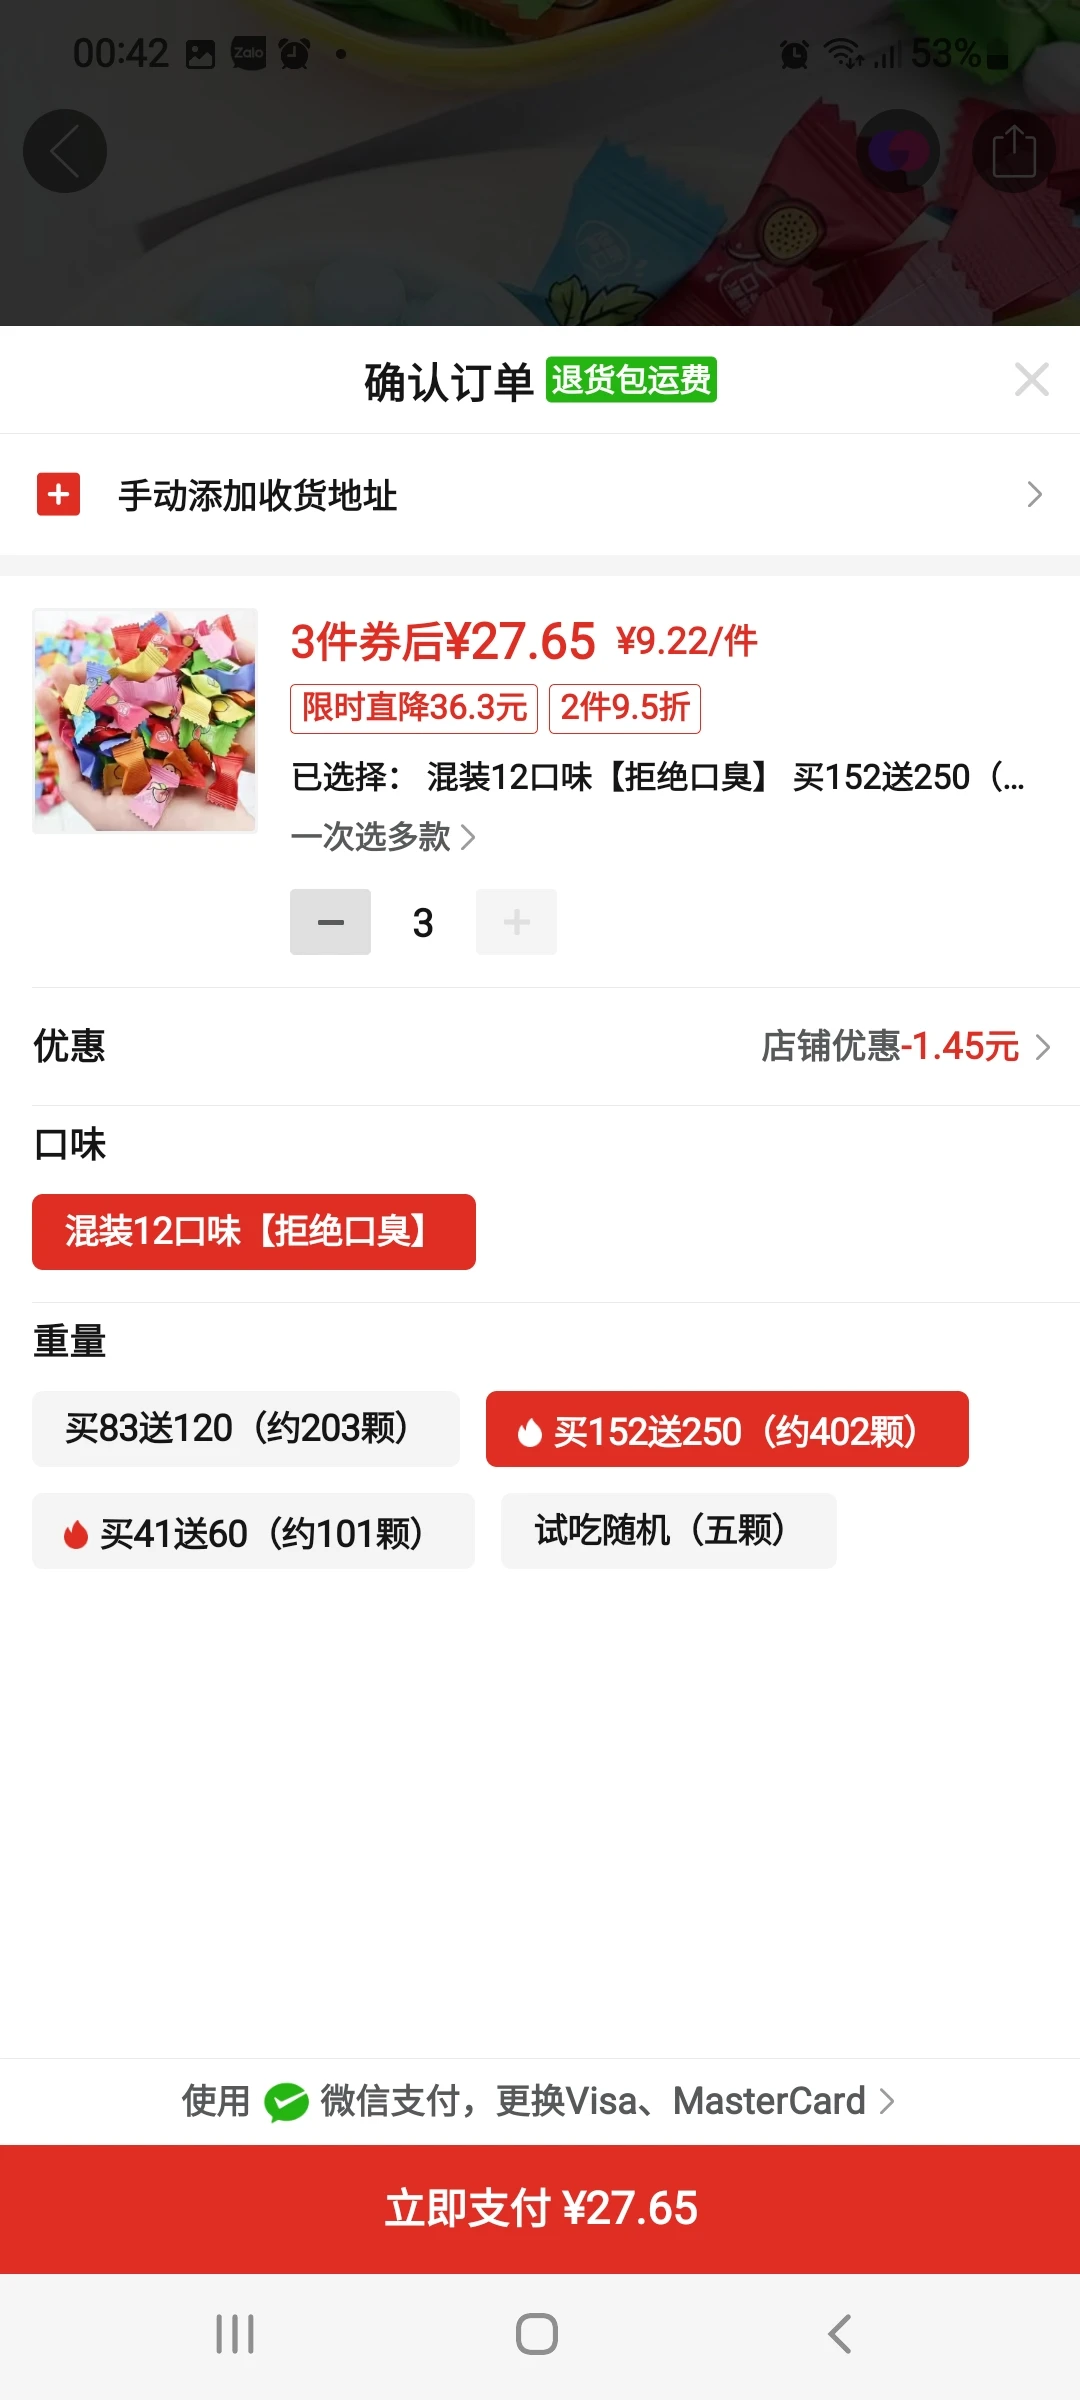 00:42 Zalo 53%
确认订单 退货包运费
手动添加收货地址
3件券后¥27.65 ¥9.22/件
限时直降36.3元 2件9.5折
已选择： 混装12口味【拒绝口臭】 买152送250（...
一次选多款
3
优惠 店铺优惠-1.45元
口味
混装12口味【拒绝口臭】
重量
买83送120（约203颗） 买152送250（约402颗）
买41送60（约101颗） 试吃随机（五颗）
使用 微信支付，更换Visa、MasterCard
立即支付 ¥27.65